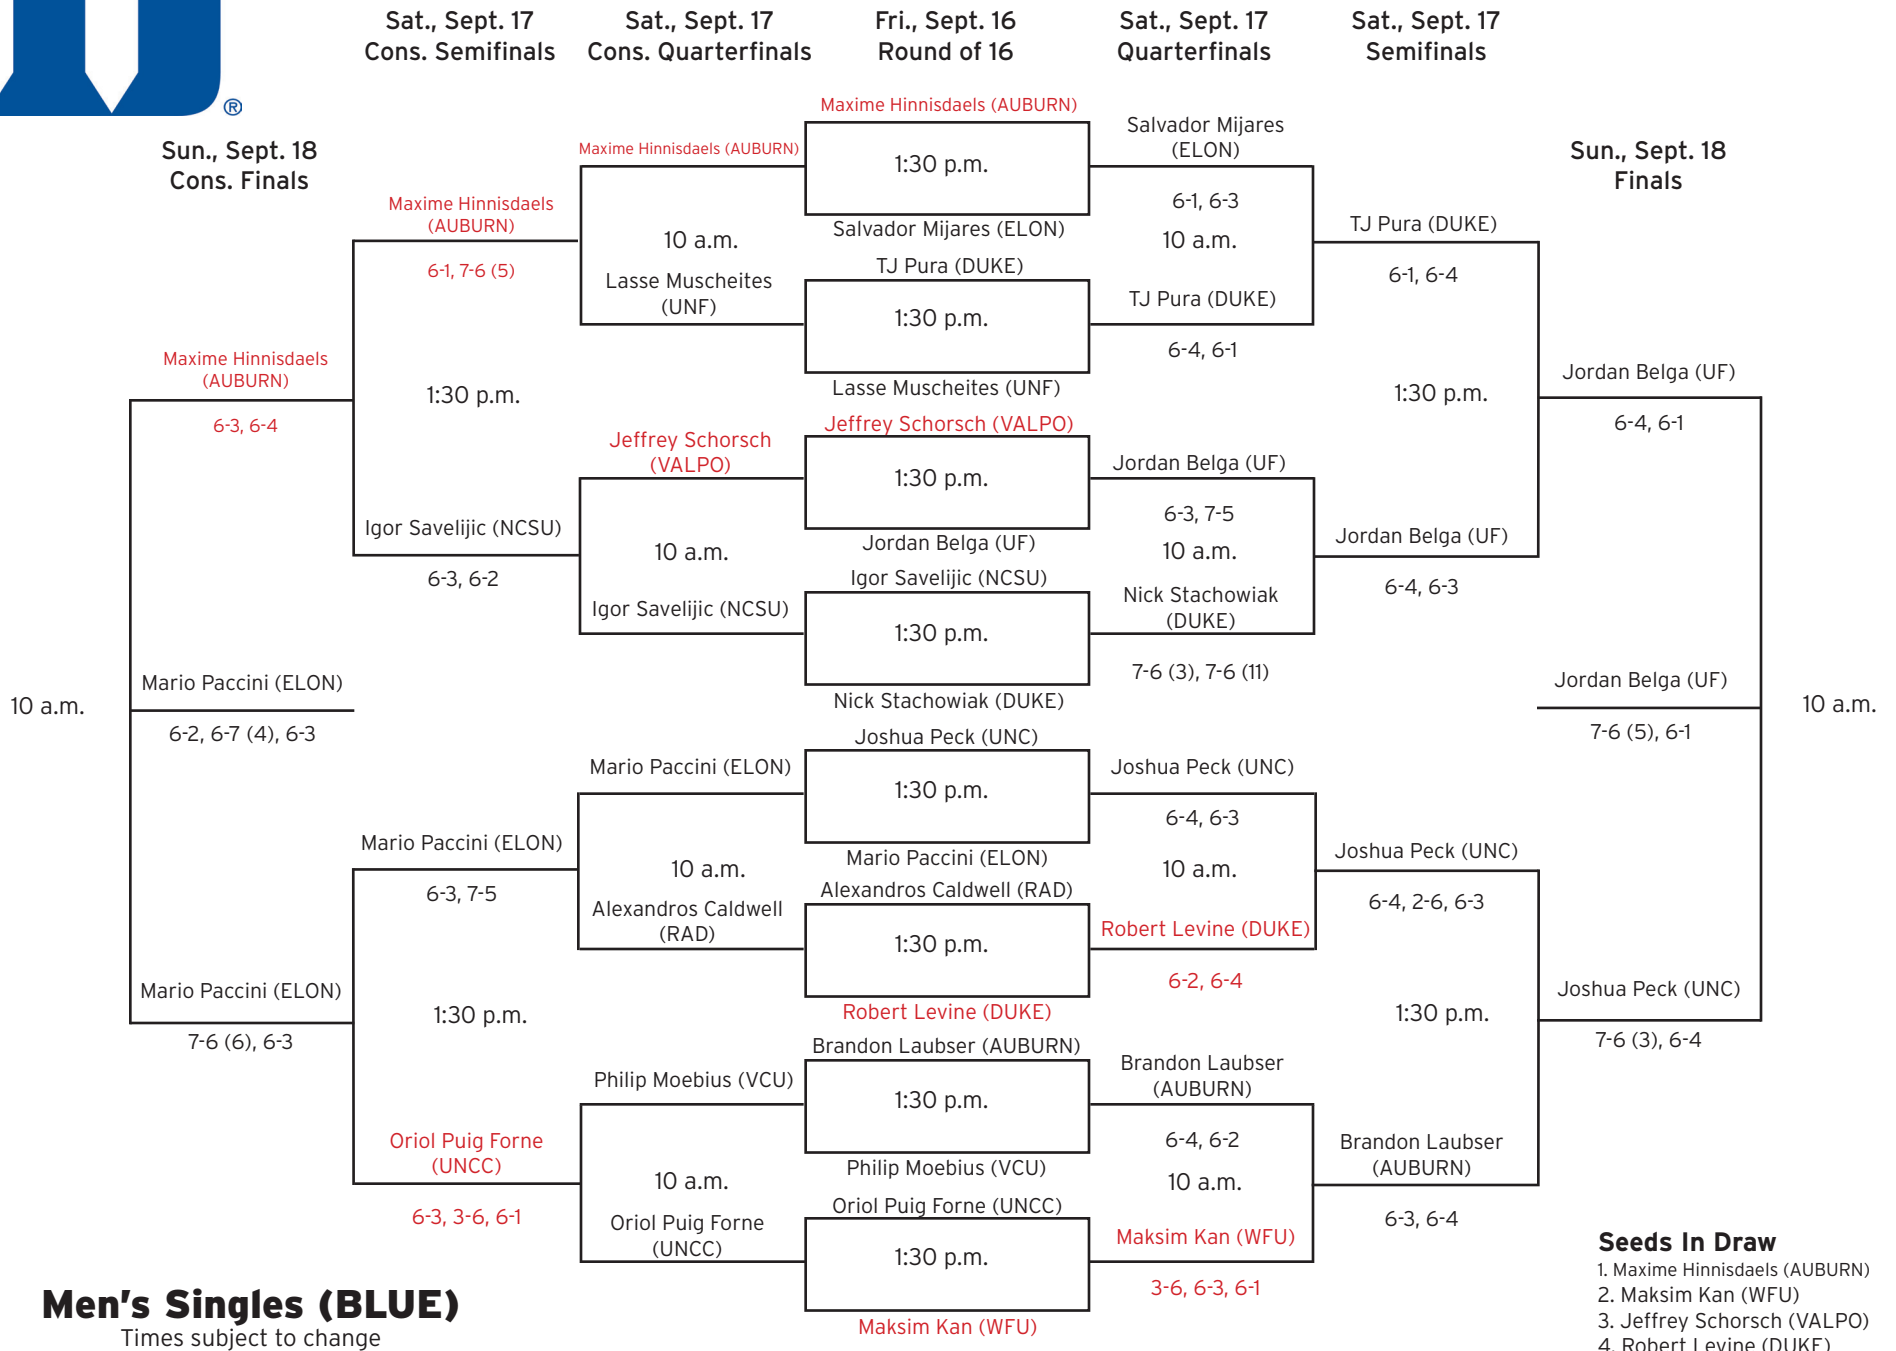 Sat., Sept. 17
Cons. Semifinals
Sat., Sept. 17
Cons. Quarterfinals
Fri., Sept. 16
Round of 16
Sat., Sept. 17
Quarterfinals
Sat., Sept. 17
Semifinals
®
Sun., Sept. 18
Cons. Finals
Sun., Sept. 18
Finals
10 a.m.
Maxime Hinnisdaels
(AUBURN)
6-3, 6-4
Mario Paccini (ELON)
6-2, 6-7 (4), 6-3
Mario Paccini (ELON)
7-6 (6), 6-3
Maxime Hinnisdaels
(AUBURN)
6-1, 7-6 (5)
1:30 p.m.
Igor Savelijic (NCSU)
6-3, 6-2
Mario Paccini (ELON)
6-3, 7-5
1:30 p.m.
Oriol Puig Forne
(UNCC)
6-3, 3-6, 6-1
Maxime Hinnisdaels (AUBURN)
10 a.m.
Lasse Muscheites
(UNF)
Jeffrey Schorsch
(VALPO)
10 a.m.
Igor Savelijic (NCSU)
Mario Paccini (ELON)
10 a.m.
Alexandros Caldwell
(RAD)
Philip Moebius (VCU)
10 a.m.
Oriol Puig Forne
(UNCC)
Maxime Hinnisdaels (AUBURN)
1:30 p.m.
Salvador Mijares (ELON)
TJ Pura (DUKE)
1:30 p.m.
Lasse Muscheites (UNF)
Jeffrey Schorsch (VALPO)
1:30 p.m.
Jordan Belga (UF)
Igor Savelijic (NCSU)
1:30 p.m.
Nick Stachowiak (DUKE)
Joshua Peck (UNC)
1:30 p.m.
Mario Paccini (ELON)
Alexandros Caldwell (RAD)
1:30 p.m.
Robert Levine (DUKE)
Brandon Laubser (AUBURN)
1:30 p.m.
Philip Moebius (VCU)
Oriol Puig Forne (UNCC)
1:30 p.m.
Maksim Kan (WFU)
Salvador Mijares
(ELON)
6-1, 6-3
10 a.m.
TJ Pura (DUKE)
6-4, 6-1
Jordan Belga (UF)
6-3, 7-5
10 a.m.
Nick Stachowiak
(DUKE)
7-6 (3), 7-6 (11)
Joshua Peck (UNC)
6-4, 6-3
10 a.m.
Robert Levine (DUKE)
6-2, 6-4
Brandon Laubser
(AUBURN)
6-4, 6-2
10 a.m.
Maksim Kan (WFU)
3-6, 6-3, 6-1
TJ Pura (DUKE)
6-1, 6-4
1:30 p.m.
Jordan Belga (UF)
6-4, 6-3
Joshua Peck (UNC)
6-4, 2-6, 6-3
1:30 p.m.
Brandon Laubser
(AUBURN)
6-3, 6-4
Jordan Belga (UF)
6-4, 6-1
Jordan Belga (UF)
7-6 (5), 6-1
10 a.m.
Joshua Peck (UNC)
7-6 (3), 6-4
Men's Singles (BLUE)
Times subject to change
Seeds In Draw
1. Maxime Hinnisdaels (AUBURN)
2. Maksim Kan (WFU)
3. Jeffrey Schorsch (VALPO)
4. Robert Levine (DUKE)